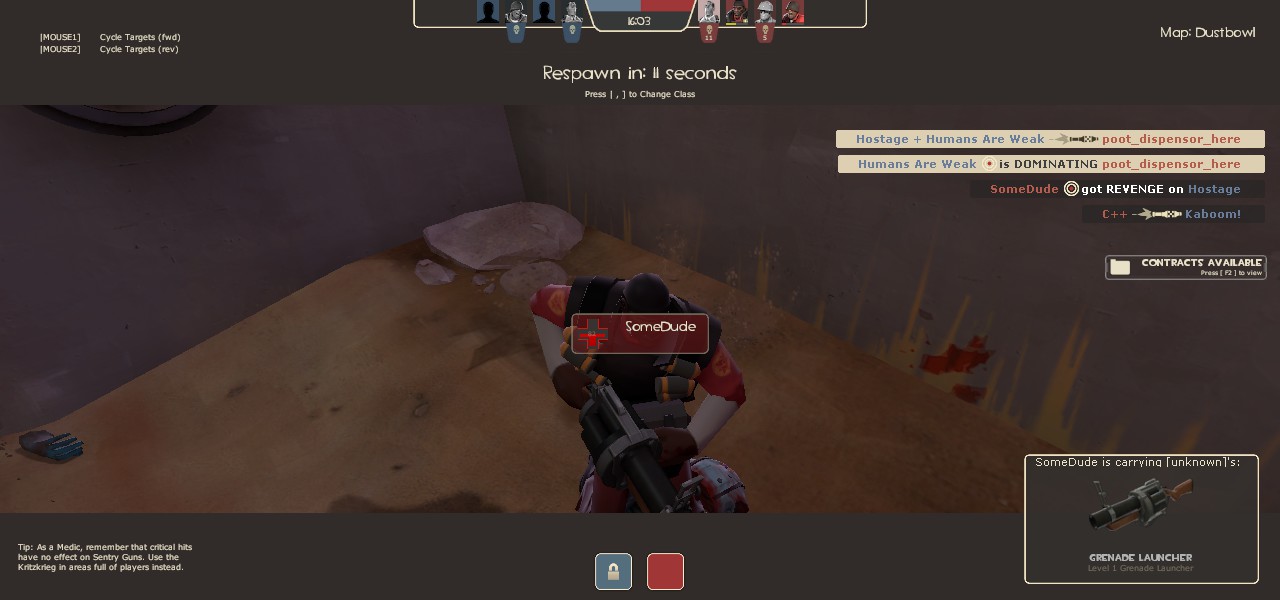 16:03
11
5
[MOUSE1] Cycle Targets (fwd)
[MOUSE2] Cycle Targets (rev)
Map: Dustbowl
Respawn in: 11 seconds
Press [ , ] to Change Class
Hostage + Humans Are Weak poot_dispensor_here
Humans Are Weak is DOMINATING poot_dispensor_here
SomeDude got REVENGE on Hostage
C++ Kaboom!
CONTRACTS AVAILABLE
Press [ F2 ] to view
SomeDude
SomeDude is carrying [unknown]'s:
GRENADE LAUNCHER
Level 1 Grenade Launcher
Tip: As a Medic, remember that critical hits
have no effect on Sentry Guns. Use the
Kritzkrieg in areas full of players instead.